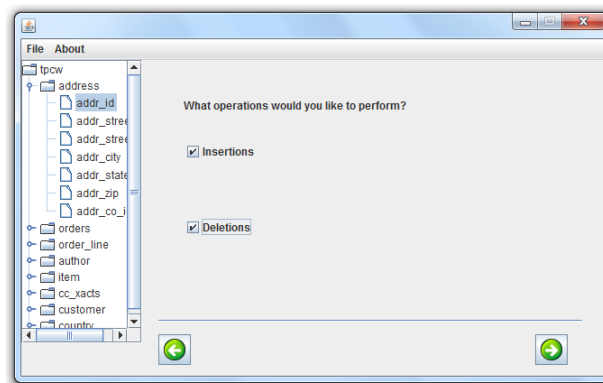 File About
tpcw
address
addr_id
addr_stree
addr_stree
addr_city
addr_state
addr_zip
addr_co_i
orders
order_line
author
item
cc_xacts
customer
country
What operations would you like to perform?
Insertions
Deletions